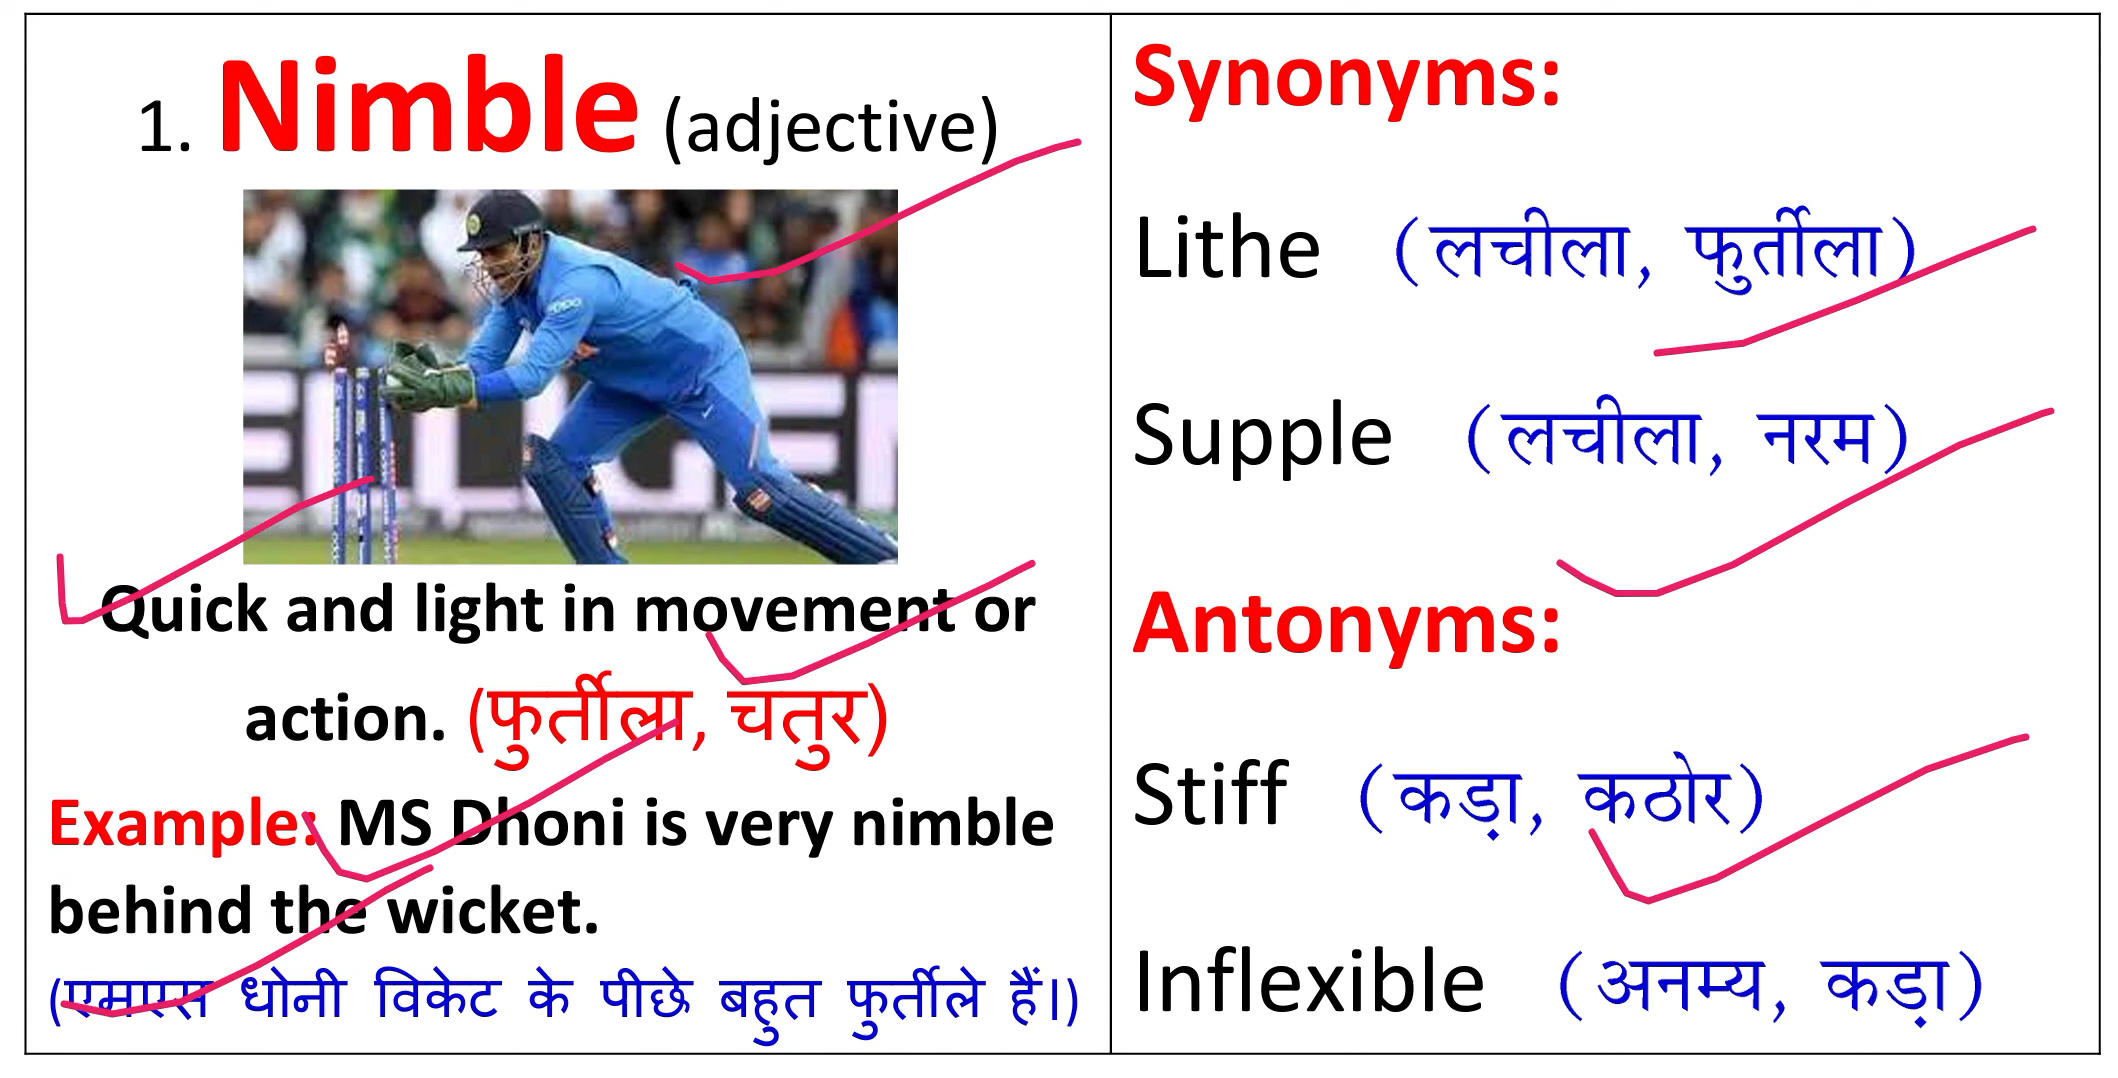 1. Nimble (adjective)
Quick and light in movement or
action. (फुर्तीला, चतुर)
Example: MS Dhoni is very nimble
behind the wicket.
(एमएस धोनी विकेट के पीछे बहुत फुर्तीले हैं।)
Synonyms:
Lithe (लचीला, फुर्तीला)
Supple (लचीला, नरम)
Antonyms:
Stiff (कड़ा, कठोर)
Inflexible (अनम्य, कड़ा)